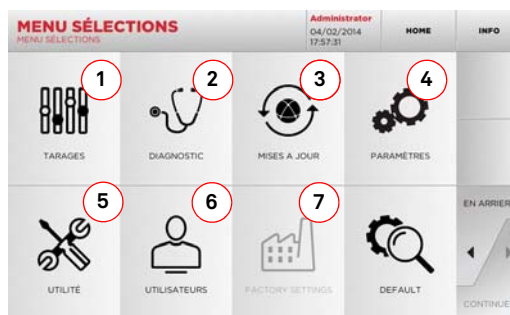 MENU SÉLECTIONS
MENU SÉLECTIONS
Administrator
04/02/2014
17:57:31
HOME
INFO
1
2
3
4
TARAGES
DIAGNOSTIC
MISES A JOUR
PARAMÈTRES
5
6
7
EN ARRIER
UTILITÉ
UTILISATEURS
FACTORY SETTINGS
DEFAULT
CONTINUE